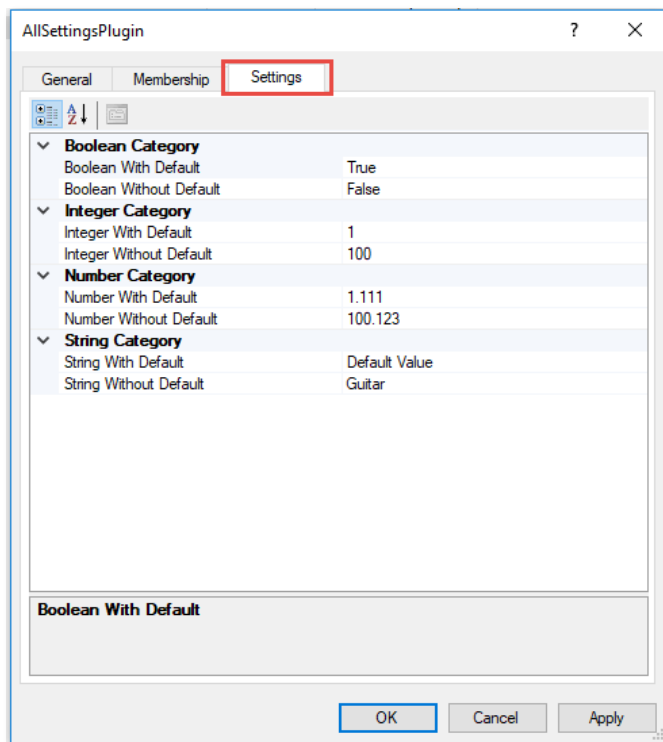 AllSettingsPlugin ?
General Membership Settings
A
Z
Boolean Category
Boolean With Default True
Boolean Without Default False
Integer Category
Integer With Default 1
Integer Without Default 100
Number Category
Number With Default 1.111
Number Without Default 100.123
String Category
String With Default Default Value
String Without Default Guitar
Boolean With Default
OK Cancel Apply